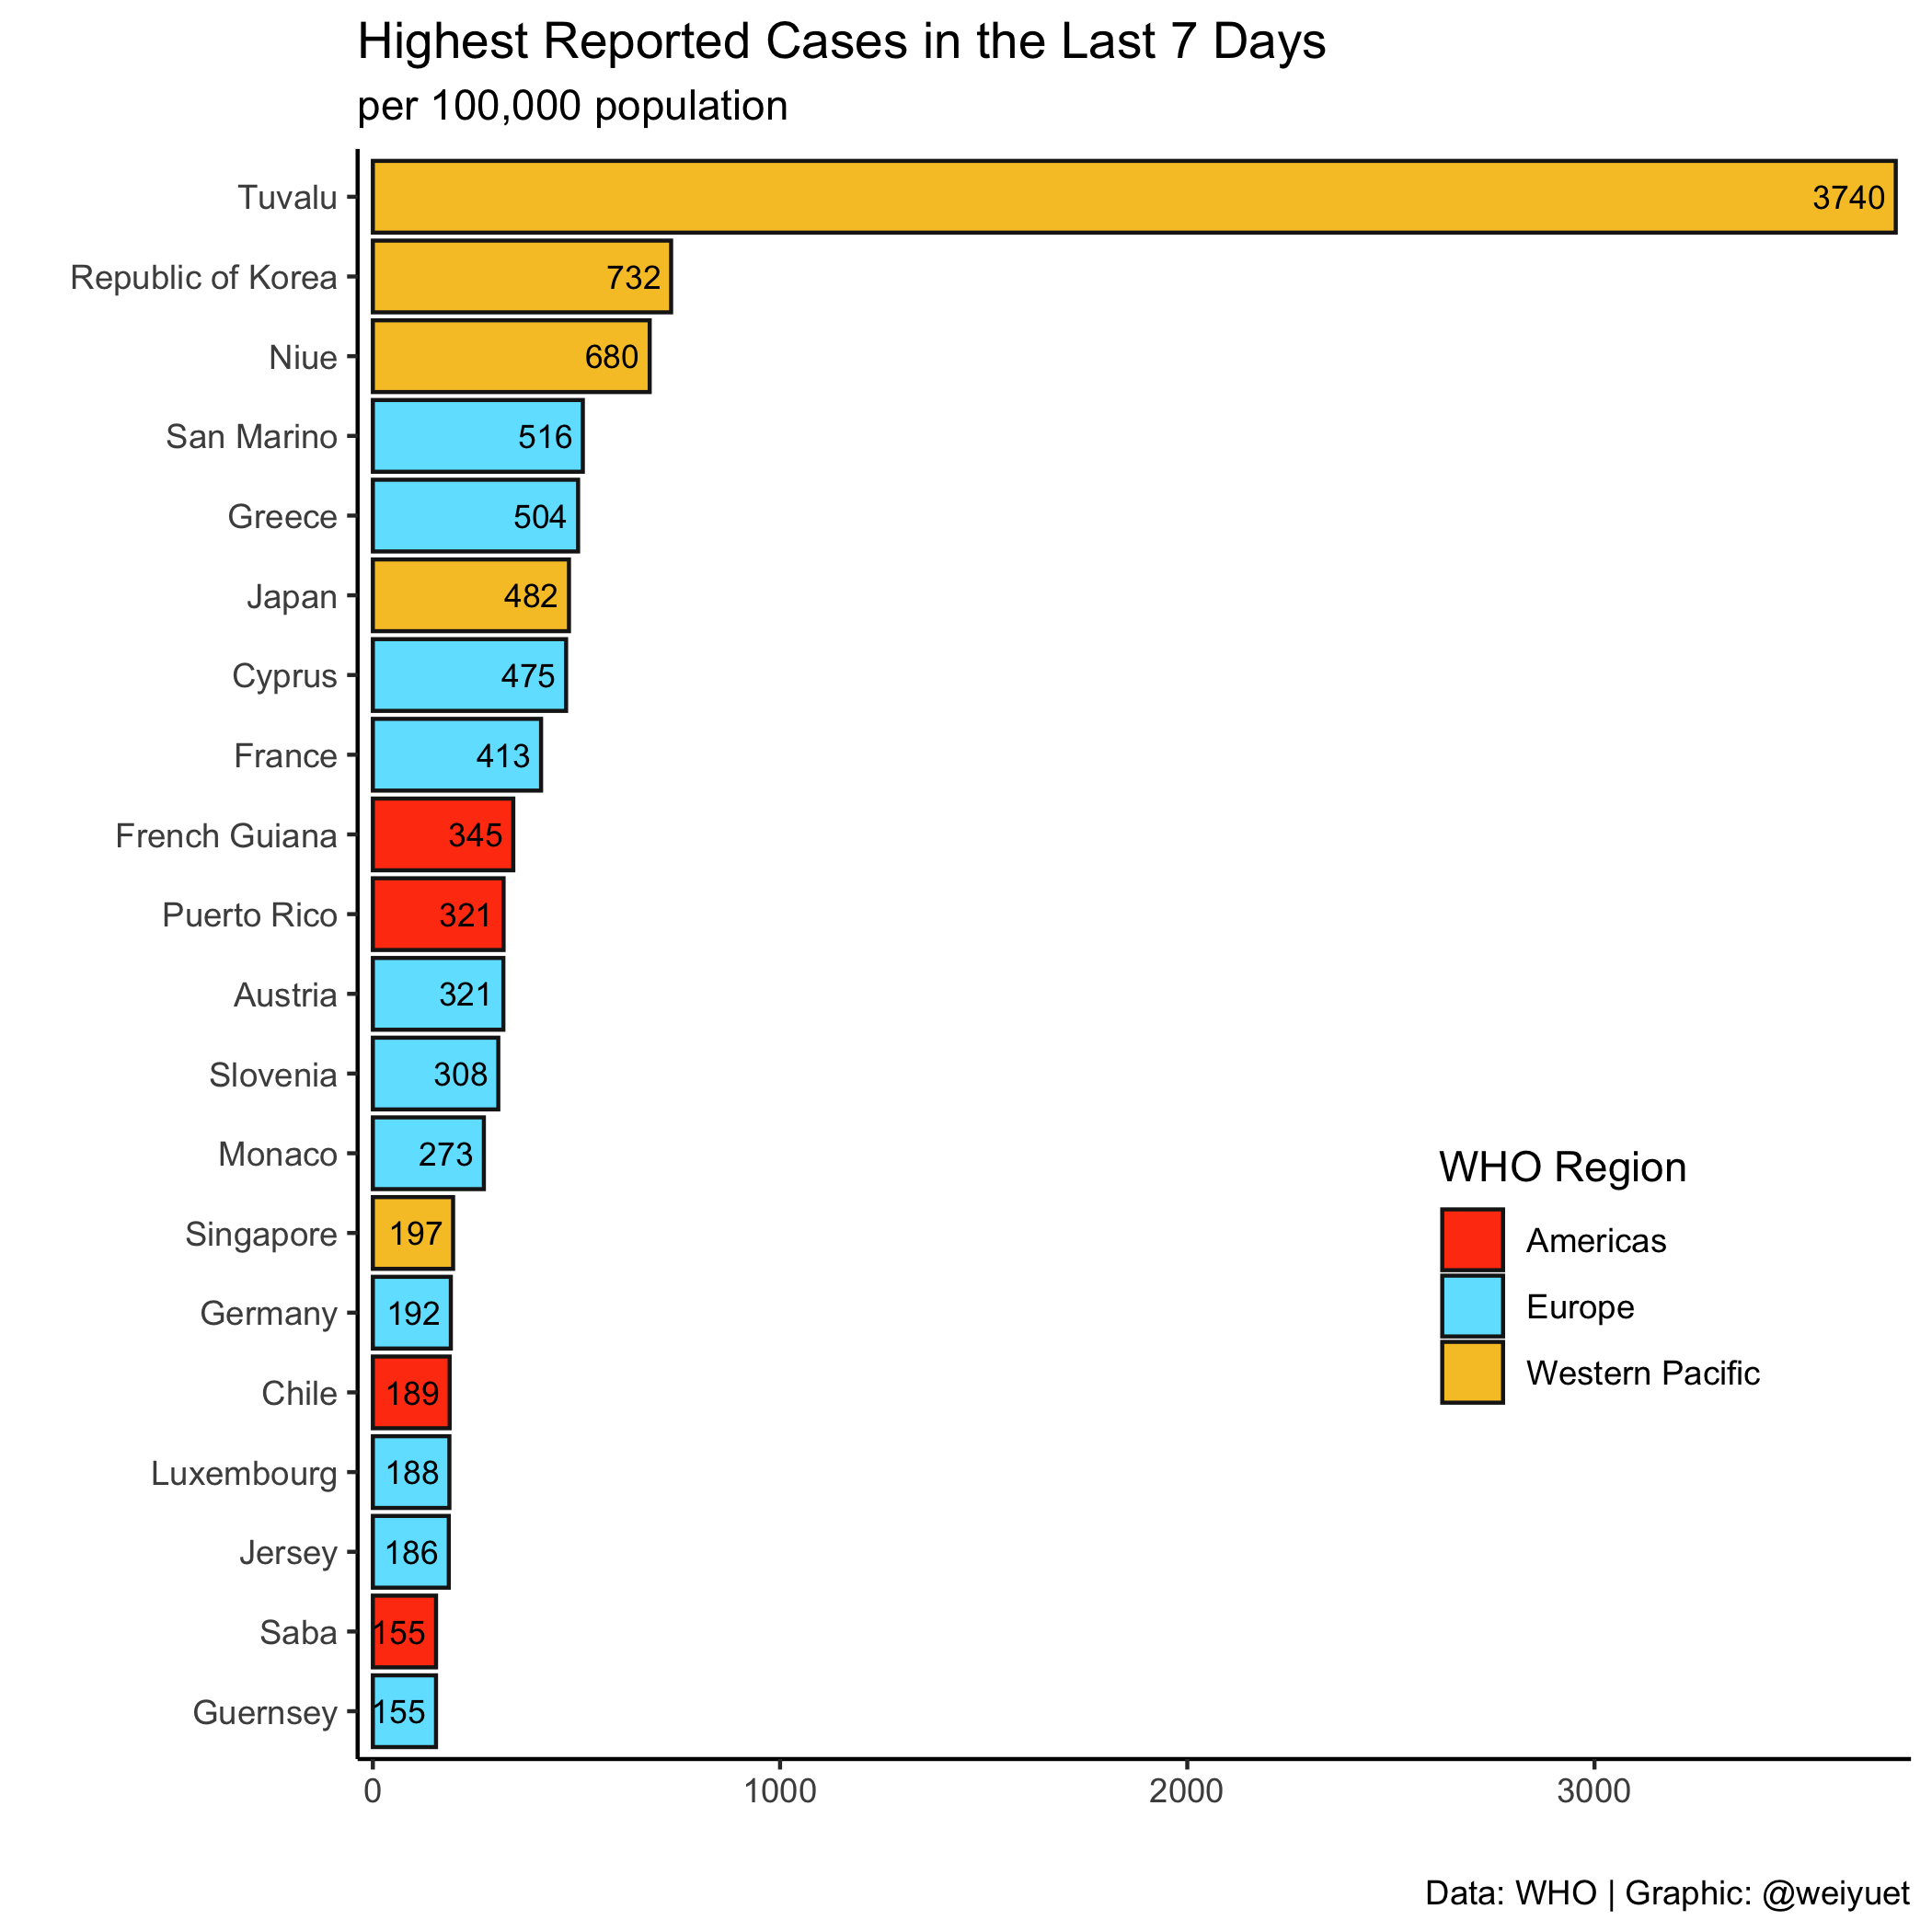 Highest Reported Cases in the Last 7 Days
per 100,000 population
Tuvalu 3740
Republic of Korea 732
Niue 680
San Marino 516
Greece 504
Japan 482
Cyprus 475
France 413
French Guiana 345
Puerto Rico 321
Austria 321
Slovenia 308
Monaco 273
Singapore 197
Germany 192
Chile 189
Luxembourg 188
Jersey 186
Saba 155
Guernsey 155
WHO Region
Americas
Europe
Western Pacific
0 1000 2000 3000
Data: WHO | Graphic: @weiyuet